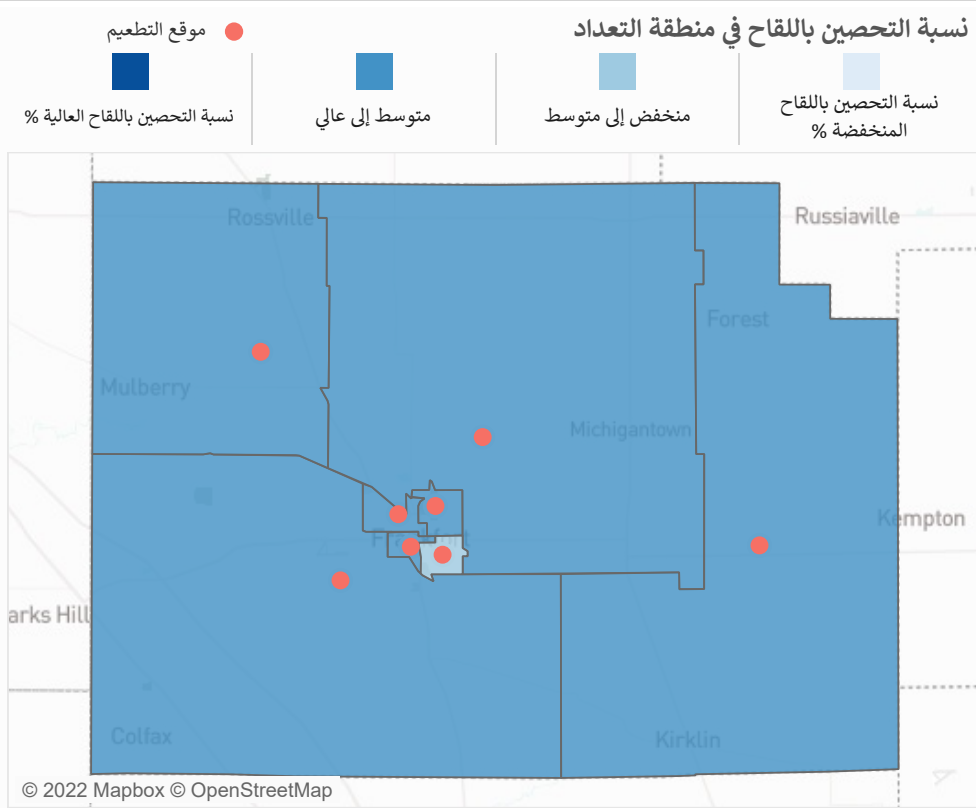 نسبة التحصين باللقاح في منطقة التعداد
موقع التطعيم
نسبة التحصين باللقاح
المنخفضة %
منخفض إلى متوسط
متوسط إلى عالي
نسبة التحصين باللقاح العالية %
Rossville
Russiaville
Forest
Mulberry
Michigantown
Kempton
Frankfort
arks Hill
Colfax
Kirklin
© 2022 Mapbox © OpenStreetMap